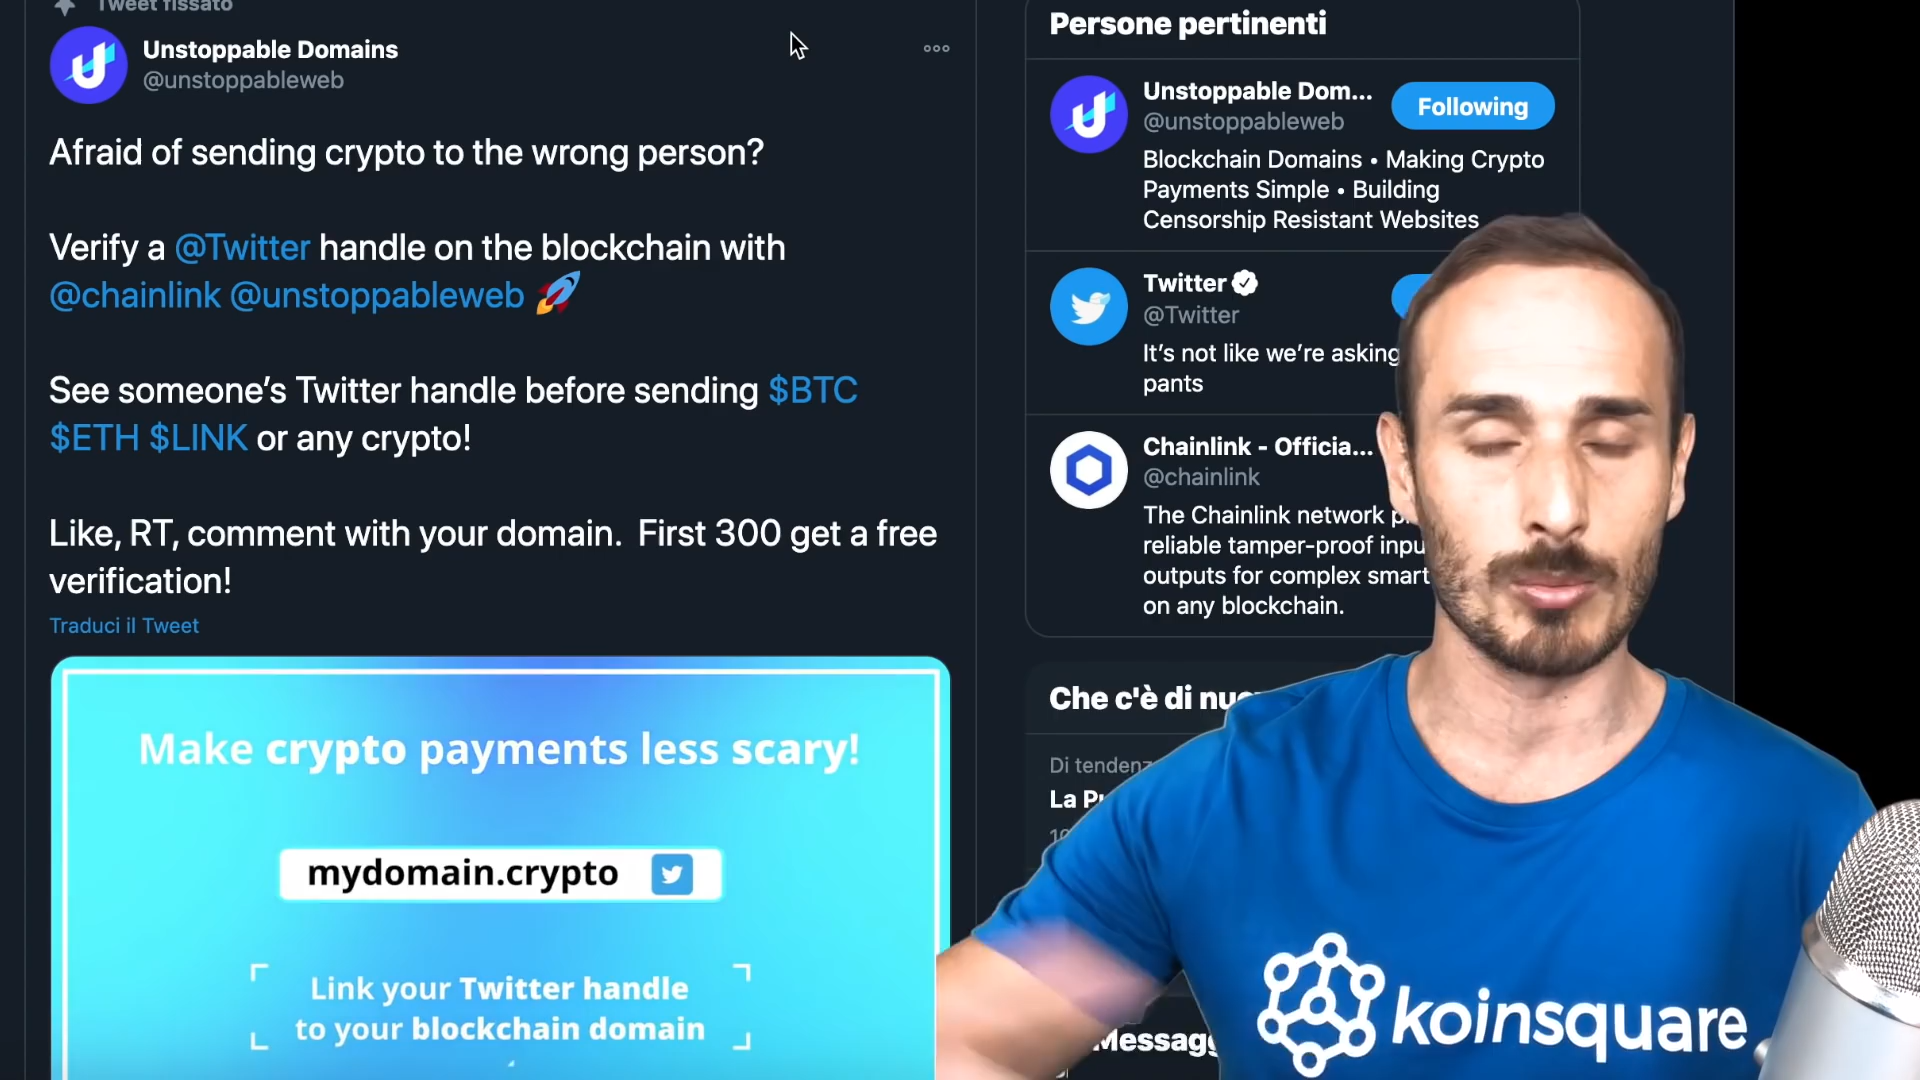 Tweet fissato
Unstoppable Domains
@unstoppableweb
Afraid of sending crypto to the wrong person?
Verify a @Twitter handle on the blockchain with
@chainlink @unstoppableweb
See someone's Twitter handle before sending $BTC
$ETH $LINK or any crypto!
Like, RT, comment with your domain. First 300 get a free
verification!
Traduci il Tweet
Make crypto payments less scary!
mydomain.crypto
Link your Twitter handle
to your blockchain domain
Persone pertinenti
Unstoppable Dom...
@unstoppableweb
Following
Blockchain Domains • Making Crypto
Payments Simple • Building
Censorship Resistant Websites
Twitter
@Twitter
It's not like we're asking
pants
Chainlink - Officia...
@chainlink
The Chainlink network
reliable tamper-proof
outputs for complex smart
on any blockchain.
Che c'è di
Di
La
koinsquare